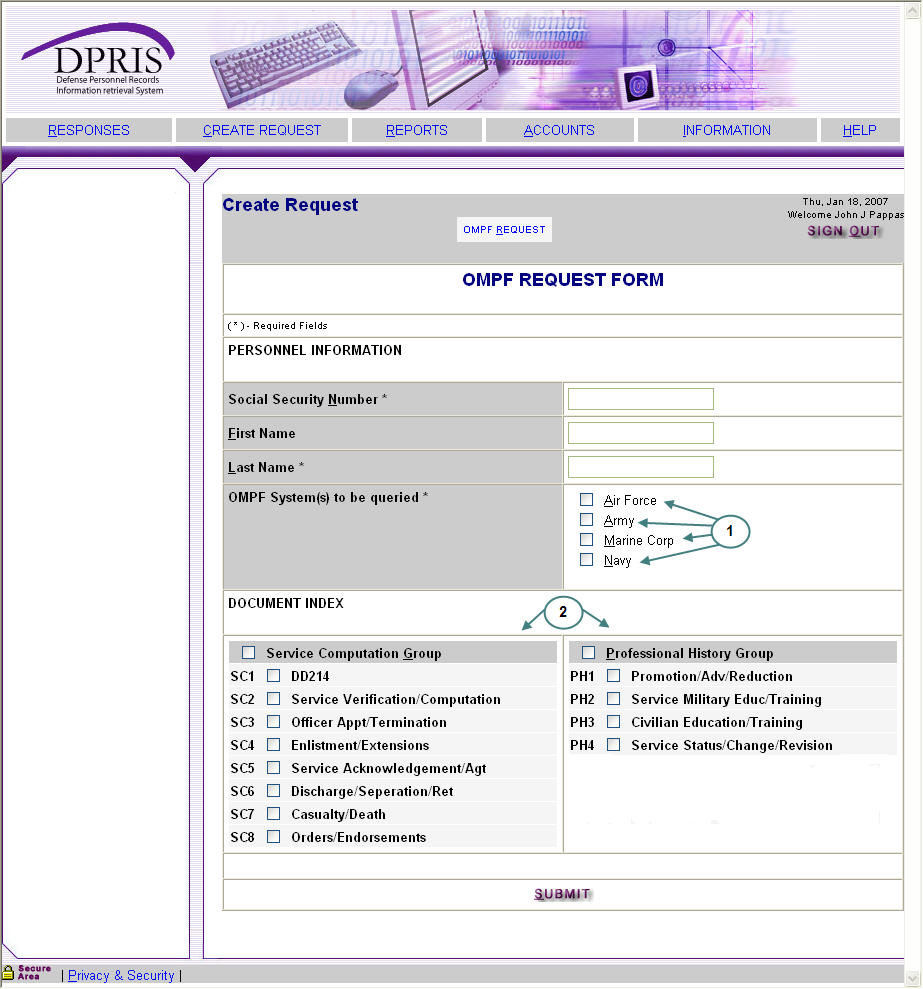 DPRIS
Defense Personnel Records
Information retrieval System
RESPONSES CREATE REQUEST REPORTS ACCOUNTS INFORMATION HELP
Create Request
Thu, Jan 18, 2007
Welcome John J Pappas
OMPF REQUEST
SIGN OUT
OMPF REQUEST FORM
( * ) - Required Fields
PERSONNEL INFORMATION
Social Security Number *
First Name
Last Name *
OMPF System(s) to be queried *
Air Force
Army
Marine Corp
Navy
1
DOCUMENT INDEX
2
Service Computation Group
SC1 DD214
SC2 Service Verification/Computation
SC3 Officer Appt/Termination
SC4 Enlistment/Extensions
SC5 Service Acknowledgement/Agt
SC6 Discharge/Seperation/Ret
SC7 Casualty/Death
SC8 Orders/Endorsements
Professional History Group
PH1 Promotion/Adv/Reduction
PH2 Service Military Educ/Training
PH3 Civilian Education/Training
PH4 Service Status/Change/Revision
SUBMIT
Secure
Area
| Privacy & Security |